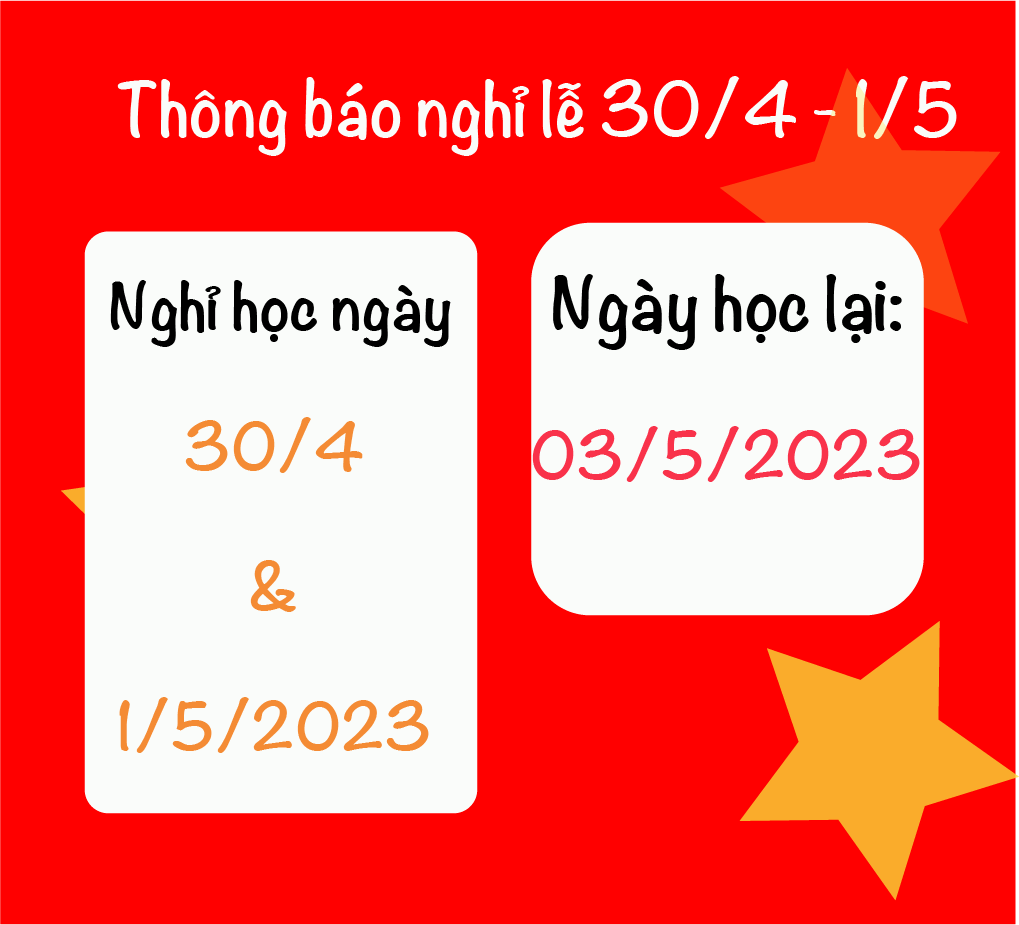 Thông báo nghỉ lễ 30/4 - 1/5
Nghỉ học ngày
30/4
&
1/5/2023
Ngày học lại:
03/5/2023